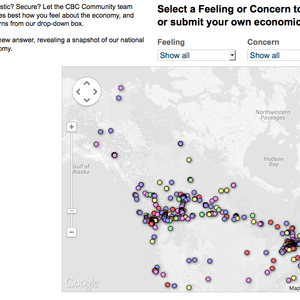 stic? Secure? Let the CBC Community team
es best how you feel about the economy, and
rns from our drop-down box.
new answer, revealing a snapshot of our national
omy.
Select a Feeling or Concern to
or submit your own economic
Feeling
Concern
Show all
Show all
Northwestern
Passages
Gulf of
Alaska
Hudson
Bay
Google
Map